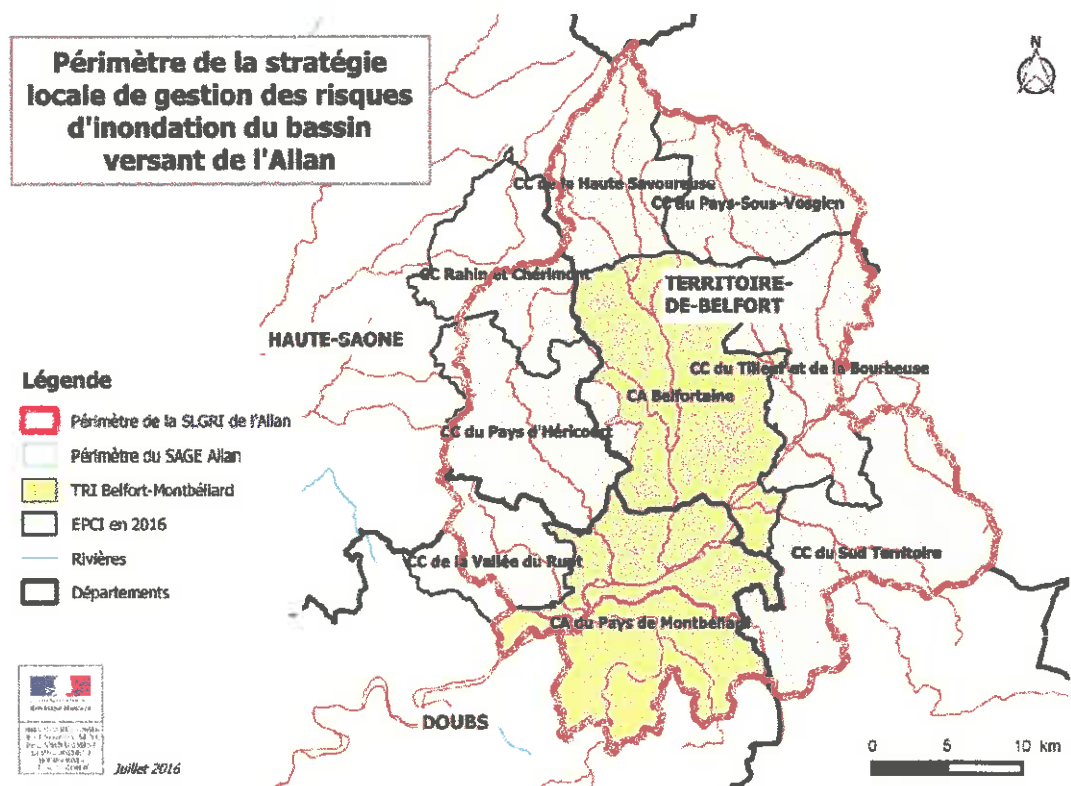 Périmètre de la stratégie
locale de gestion des risques
d'inondation du bassin
versant de l'Allan
N
CC de la Haute Savoureuse
CC du Pays-Sous-Vosgien
CC Rahin et Chérimont
TERRITOIRE-
DE-BELFORT
HAUTE-SAONE
CC du Tilleul et de la Bourbeuse
CA Belfortaine
CC du Pays d'Héricourt
Légende
Périmètre de la SLGRI de l'Allan
Périmètre du SAGE Allan
TRI Belfort-Montbéliard
EPCI en 2016
Rivières
Départements
CC de la Vallée du Rupt
CC du Sud Territoire
CA du Pays de Montbéliard
DOUBS
Juillet 2016
0 5 10 km